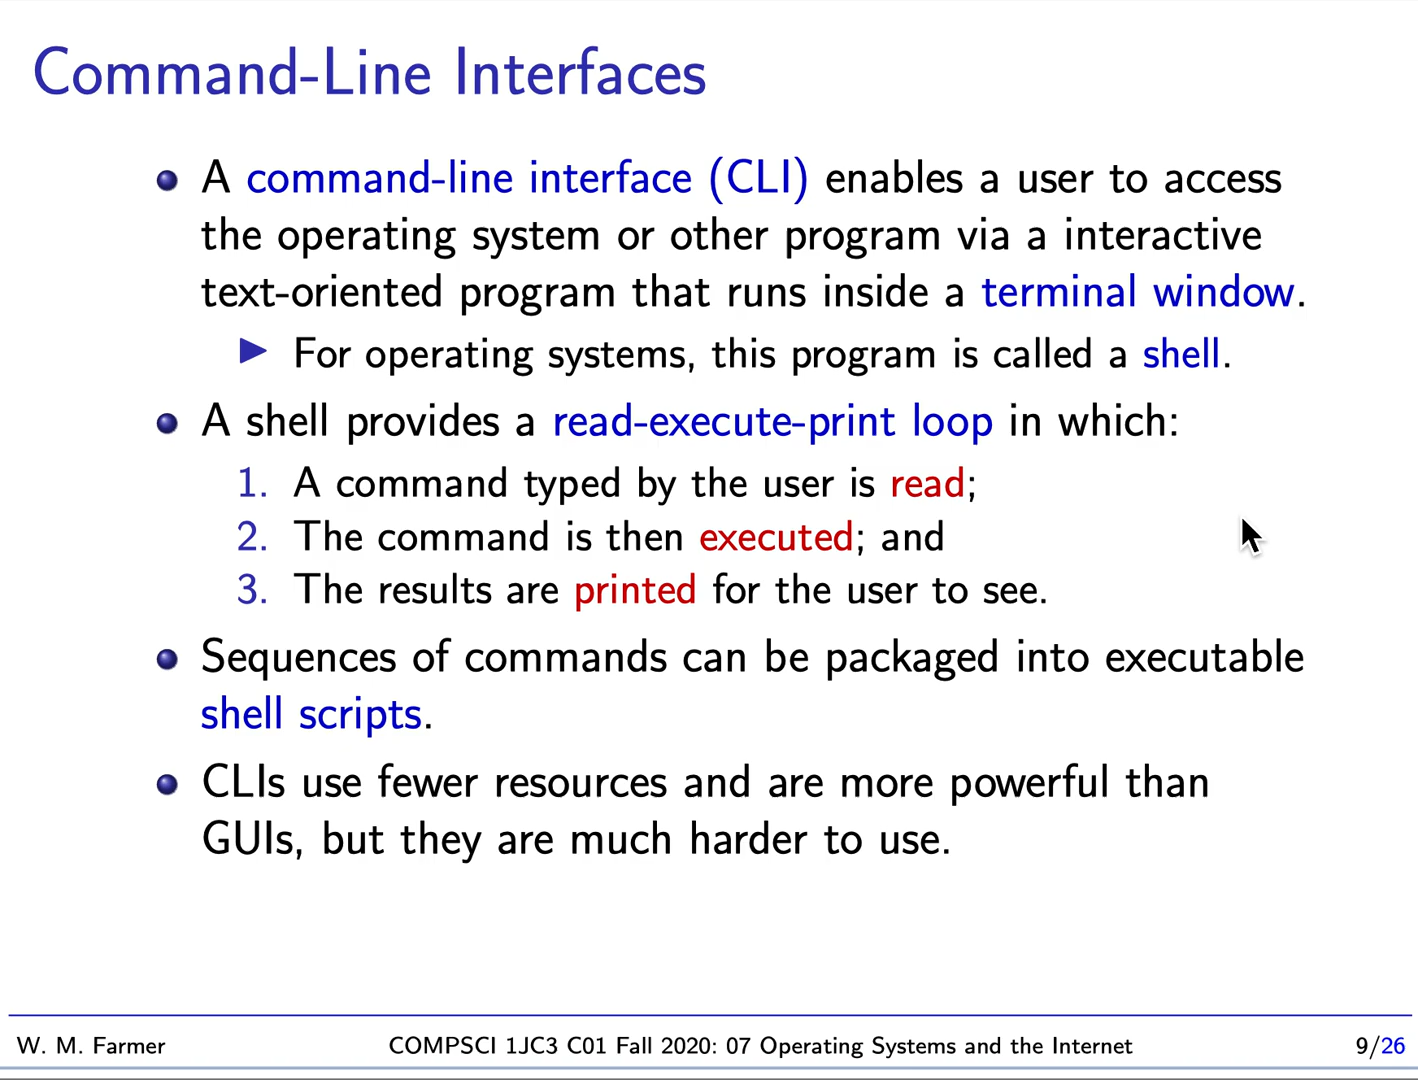 Command-Line Interfaces
A command-line interface (CLI) enables a user to access
the operating system or other program via a interactive
text-oriented program that runs inside a terminal window.
For operating systems, this program is called a shell.
A shell provides a read-execute-print loop in which:
1. A command typed by the user is read;
2. The command is then executed; and
3. The results are printed for the user to see.
Sequences of commands can be packaged into executable
shell scripts.
CLIs use fewer resources and are more powerful than
GUIs, but they are much harder to use.
W. M. Farmer COMPSCI 1JC3 C01 Fall 2020: 07 Operating Systems and the Internet 9/26